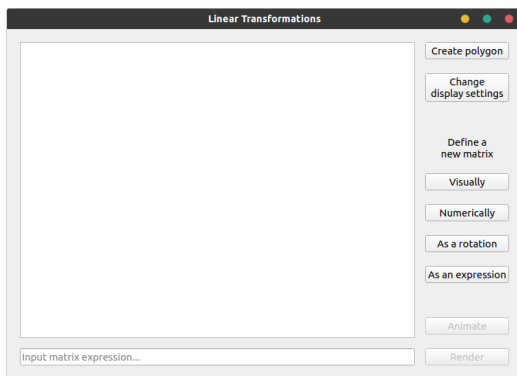 Linear Transformations
Create polygon
Change
display settings
Define a
new matrix
Visually
Numerically
As a rotation
As an expression
Animate
Input matrix expression...
Render